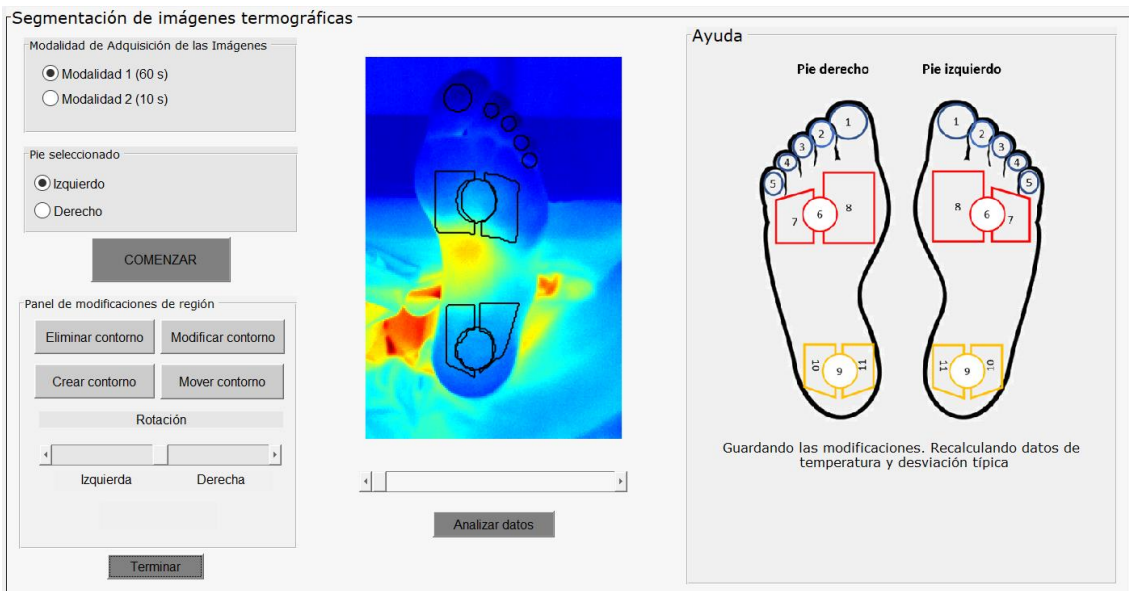 Segmentación de imágenes termográficas
Modalidad de Adquisición de las Imágenes
Modalidad 1 (60 s)
Modalidad 2 (10 s)
Pie seleccionado
Izquierdo
Derecho
COMENZAR
Panel de modificaciones de región
Eliminar contorno
Modificar contorno
Crear contorno
Mover contorno
Rotación
Izquierda
Derecha
Terminar
Analizar datos
Ayuda
Pie derecho
1
2
3
4
5
7
6
8
10
9
11
Pie izquierdo
1
2
3
4
5
8
6
7
11
9
10
Guardando las modificaciones. Recalculando datos de
temperatura y desviación típica